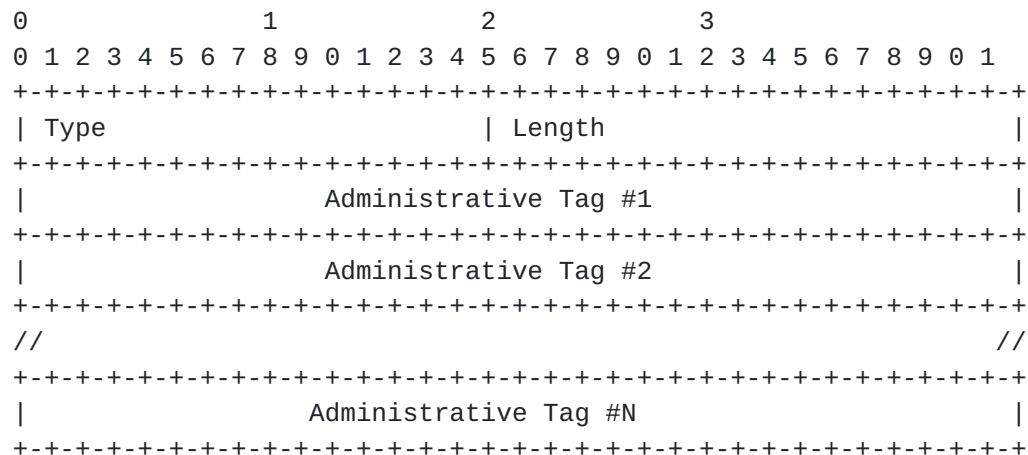 0                   1                   2                   3
0 1 2 3 4 5 6 7 8 9 0 1 2 3 4 5 6 7 8 9 0 1 2 3 4 5 6 7 8 9 0 1
+-+-+-+-+-+-+-+-+-+-+-+-+-+-+-+-+-+-+-+-+-+-+-+-+-+-+-+-+-+-+-+-+
| Type                        | Length                          |
+-+-+-+-+-+-+-+-+-+-+-+-+-+-+-+-+-+-+-+-+-+-+-+-+-+-+-+-+-+-+-+-+
|                   Administrative Tag #1                       |
+-+-+-+-+-+-+-+-+-+-+-+-+-+-+-+-+-+-+-+-+-+-+-+-+-+-+-+-+-+-+-+-+
|                   Administrative Tag #2                       |
+-+-+-+-+-+-+-+-+-+-+-+-+-+-+-+-+-+-+-+-+-+-+-+-+-+-+-+-+-+-+-+-+
//                                                             //
+-+-+-+-+-+-+-+-+-+-+-+-+-+-+-+-+-+-+-+-+-+-+-+-+-+-+-+-+-+-+-+-+
|                  Administrative Tag #N                        |
+-+-+-+-+-+-+-+-+-+-+-+-+-+-+-+-+-+-+-+-+-+-+-+-+-+-+-+-+-+-+-+-+